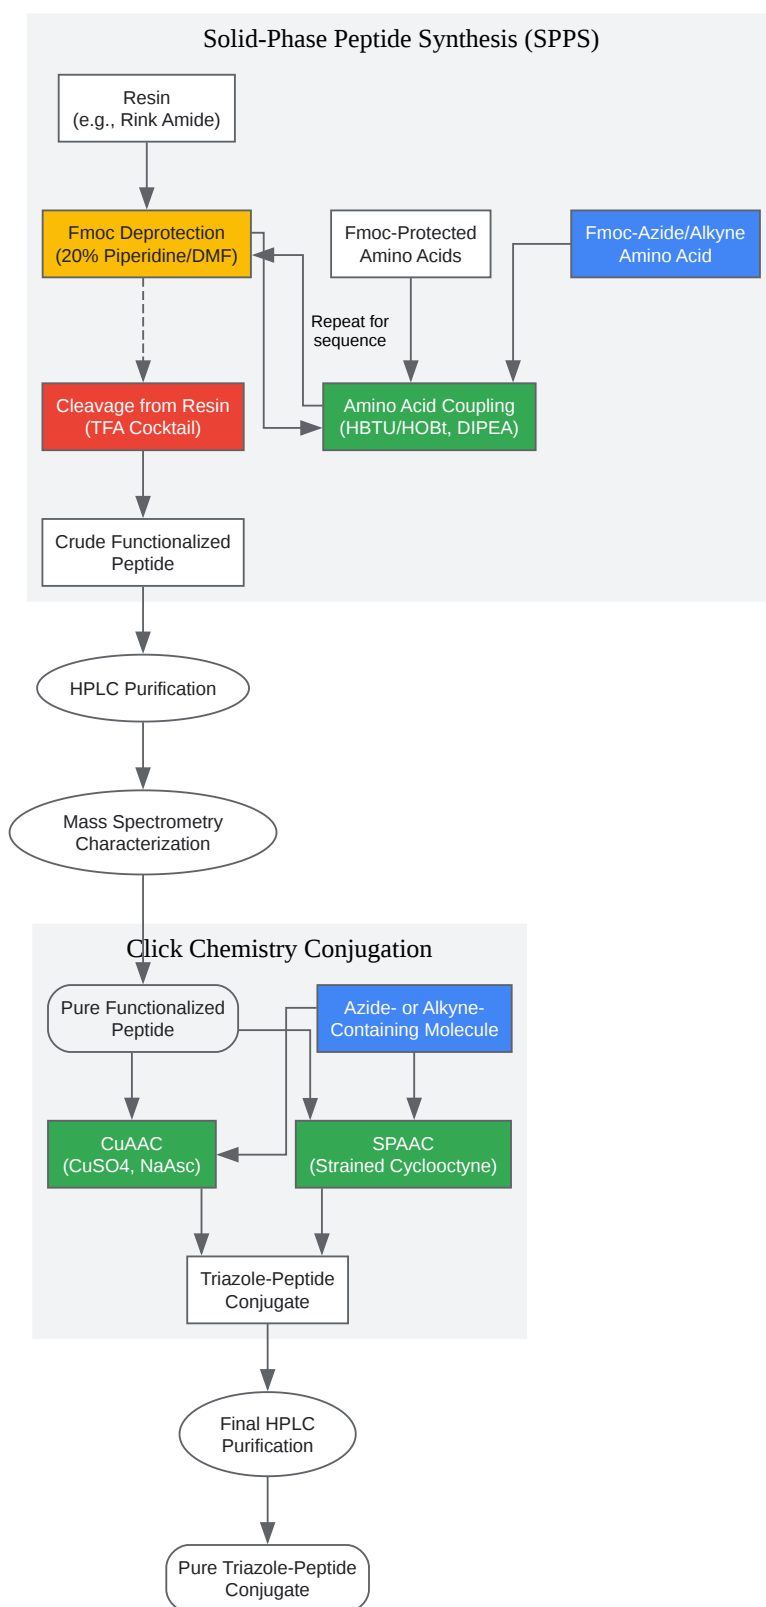 Solid-Phase Peptide Synthesis (SPPS)
Resin
(e.g., Rink Amide)
Fmoc Deprotection
(20% Piperidine/DMF)
Fmoc-Protected
Amino Acids
Fmoc-Azide/Alkyne
Amino Acid
Repeat for
sequence
Cleavage from Resin
(TFA Cocktail)
Amino Acid Coupling
(HBTU/HOBt, DIPEA)
Crude Functionalized
Peptide
HPLC Purification
Mass Spectrometry
Characterization
Click Chemistry Conjugation
Pure Functionalized
Peptide
Azide- or Alkyne-
Containing Molecule
CuAAC
(CuSO4, NaAsc)
SPAAC
(Strained Cyclooctyne)
Triazole-Peptide
Conjugate
Final HPLC
Purification
Pure Triazole-Peptide
Conjugate